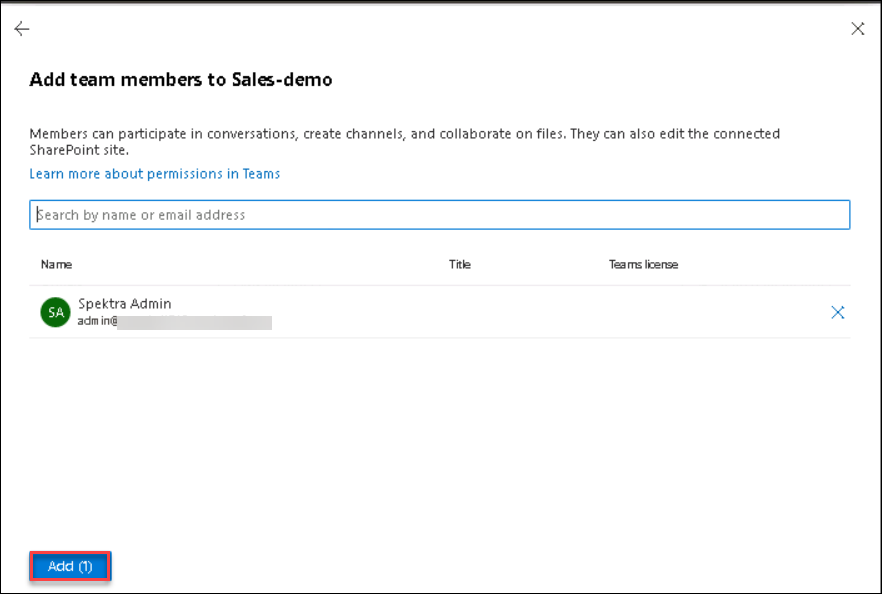 Add team members to Sales-demo
Members can participate in conversations, create channels, and collaborate on files. They can also edit the connected
SharePoint site.
Learn more about permissions in Teams
Search by name or email address
Name Title Teams license
SA Spektra Admin
admin@
Add (1)